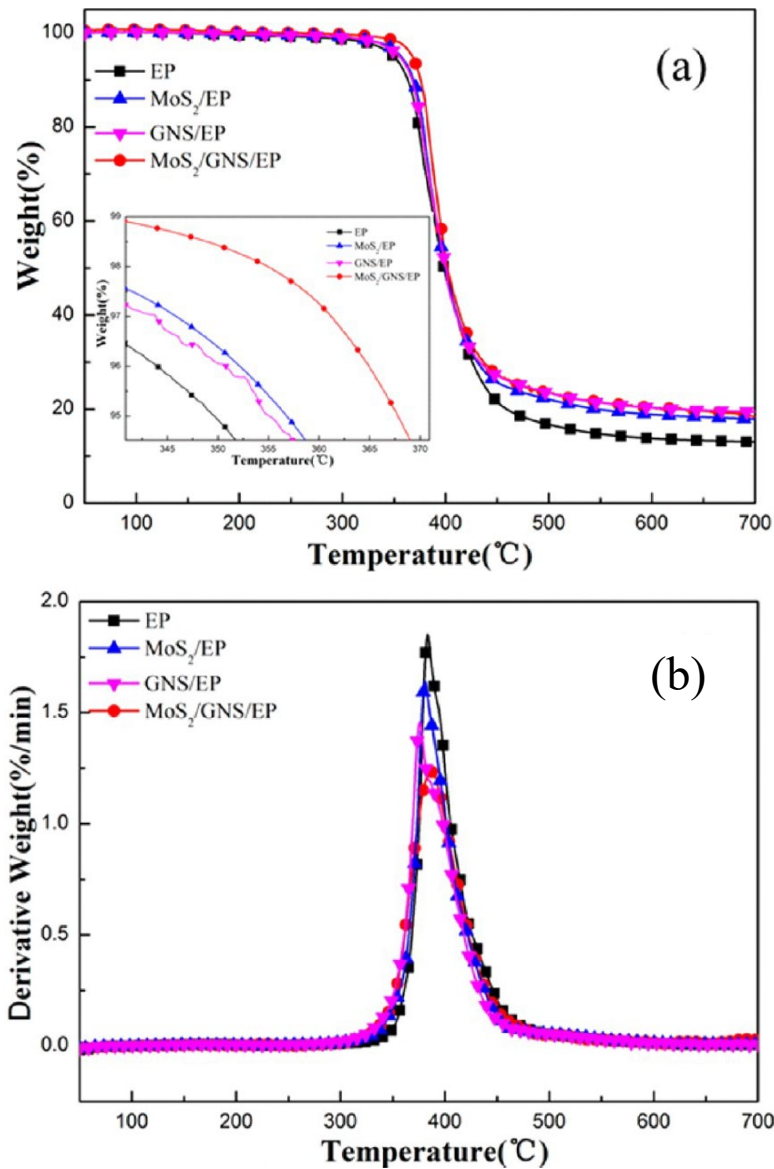 (a)
100
80
60
40
20
0
Weight(%)
EP
MoS2/EP
GNS/EP
MoS2/GNS/EP
99
98
97
96
95
Weight(%)
EP
MoS2/EP
GNS/EP
MoS2/GNS/EP
345 350 355 360 365 370
Temperature(℃)
100 200 300 400 500 600 700
Temperature(℃)
(b)
2.0
1.5
1.0
0.5
0.0
Derivative Weight(%/min)
EP
MoS2/EP
GNS/EP
MoS2/GNS/EP
100 200 300 400 500 600 700
Temperature(℃)